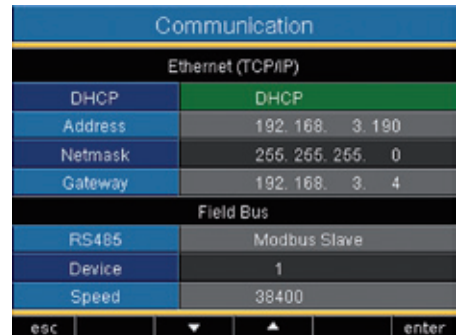 Communication
Ethernet (TCP/IP)
DHCP DHCP
Address 192. 168. 3. 190
Netmask 255. 255. 255. 0
Gateway 192. 168. 3. 4
Field Bus
RS485 Modbus Slave
Device 1
Speed 38400
esc ▼ ▲ enter